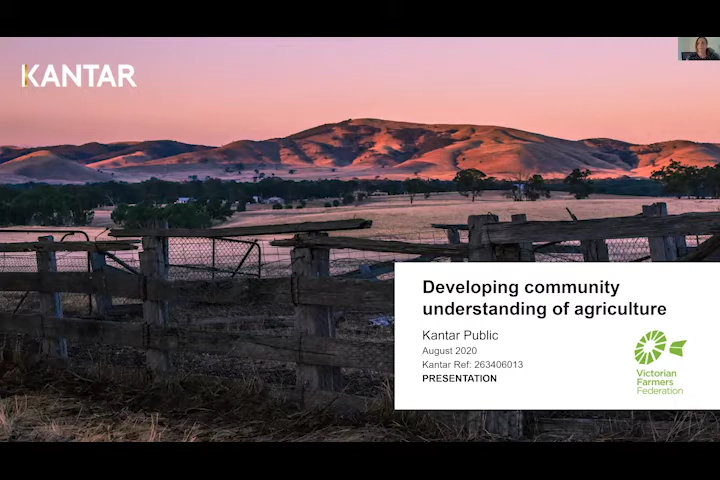 KANTAR
Developing community
understanding of agriculture
Kantar Public
August 2020
Kantar Ref: 263406013
PRESENTATION
Victorian
Farmers
Federation